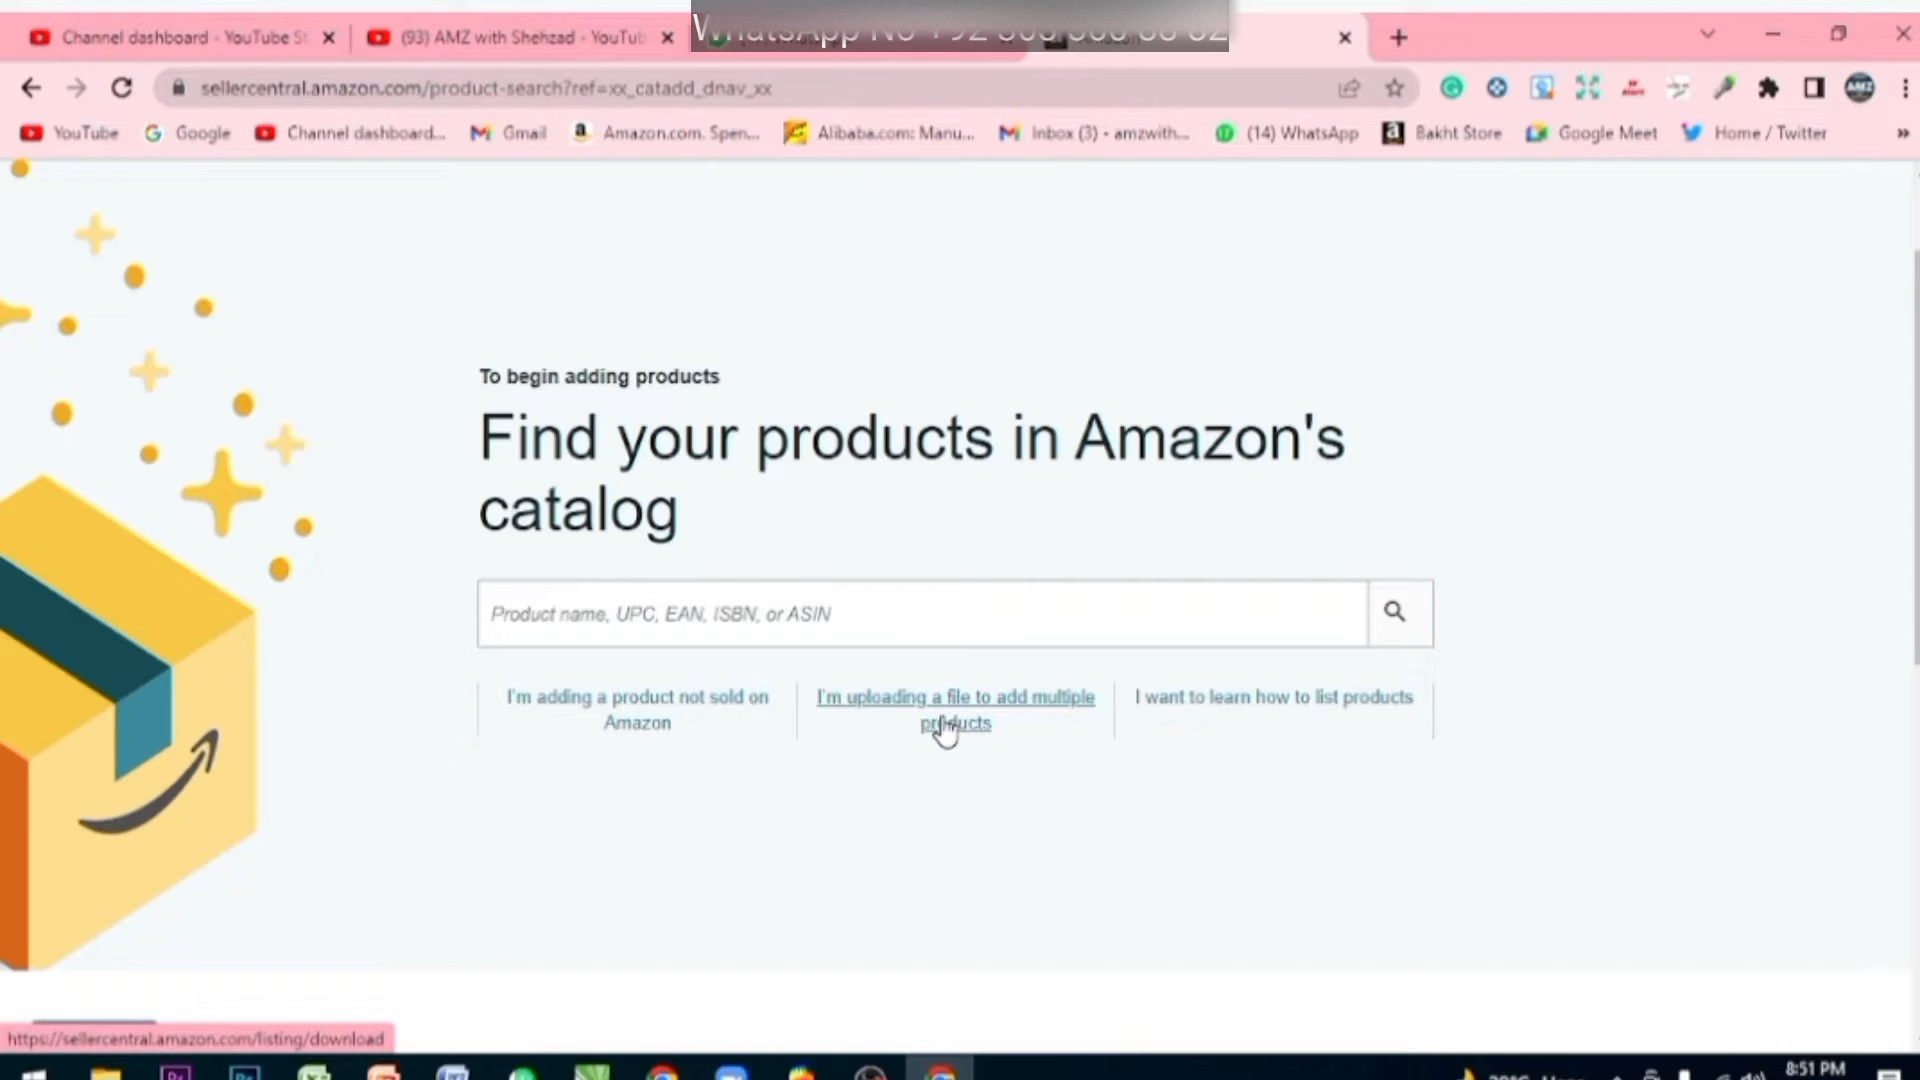 Channel dashboard - YouTube St
(93) AMZ with Shehzad - YouTub
WhatsApp No +92
sellercentral.amazon.com/product-search?ref=xx_catadd_dnav_xx
YouTube
Google
Channel dashboard...
Gmail
Amazon.com. Spen...
Alibaba.com: Manu...
Inbox (3) - amzwith...
(14) WhatsApp
Bakht Store
Google Meet
Home / Twitter
To begin adding products
Find your products in Amazon's
catalog
Product name, UPC, EAN, ISBN, or ASIN
I'm adding a product not sold on
Amazon
I'm uploading a file to add multiple
products
I want to learn how to list products
https://sellercentral.amazon.com/listing/download
8:51 PM